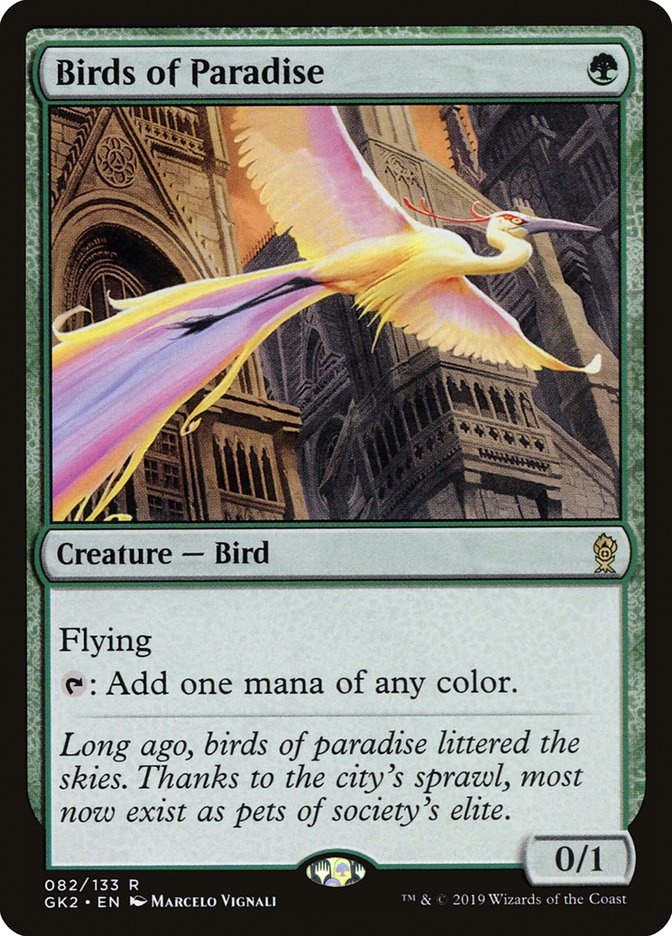 Birds of Paradise
Creature — Bird
Flying
: Add one mana of any color.
Long ago, birds of paradise littered the
skies. Thanks to the city's sprawl, most
now exist as pets of society's elite.
0/1
082/133 R
GK2 • EN Marcelo Vignali
™ & © 2019 Wizards of the Coast